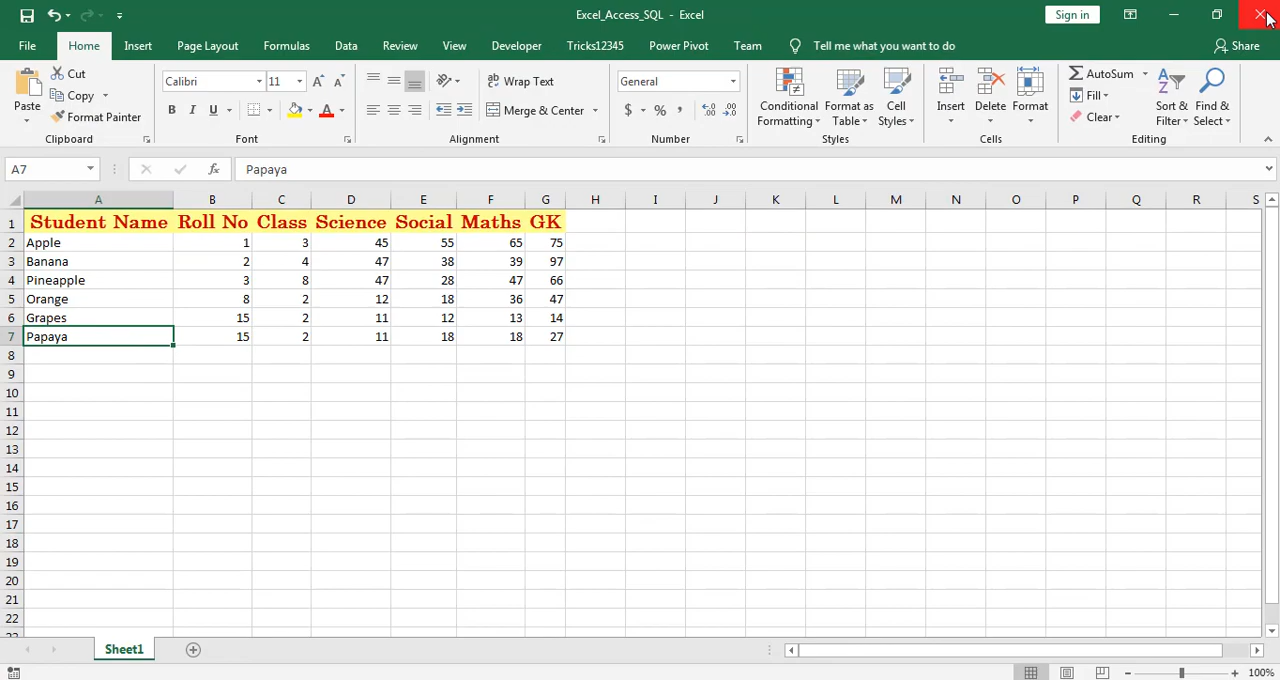 Excel_Access_SQL - Excel
Sign in
File Home Insert Page Layout Formulas Data Review View Developer Tricks12345 Power Pivot Team Tell me what you want to do Share
Paste
Cut
Copy
Format Painter
Clipboard
Calibri 11
B I U
Font
Wrap Text
Merge & Center
Alignment
General
$ % ,
Number
Conditional Formatting
Format as Table
Cell Styles
Styles
Insert Delete Format
Cells
AutoSum
Fill
Clear
Sort & Filter
Find & Select
Editing
A7 fx Papaya
A B C D E F G H I J K L M N O P Q R S
1 Student Name Roll No Class Science Social Maths GK
2 Apple 1 3 45 55 65 75
3 Banana 2 4 47 38 39 97
4 Pineapple 3 8 47 28 47 66
5 Orange 8 2 12 18 36 47
6 Grapes 15 2 11 12 13 14
7 Papaya 15 2 11 18 18 27
8
9
10
11
12
13
14
15
16
17
18
19
20
21
22
Sheet1
100%